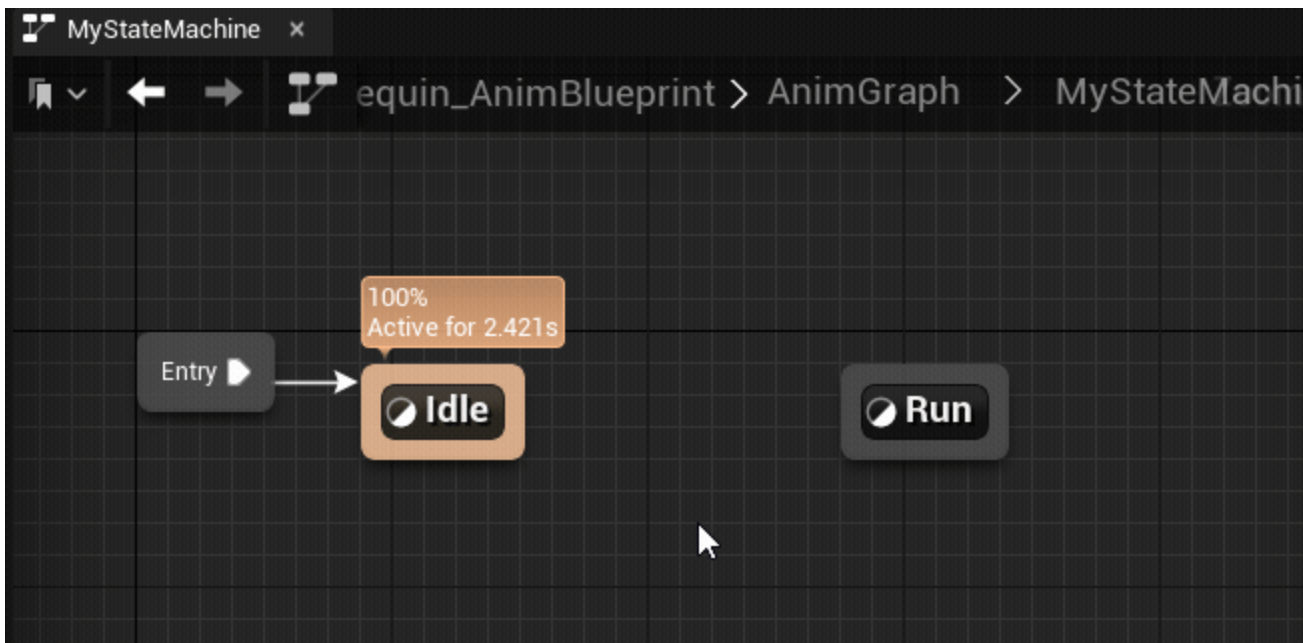 MyStateMachine
equin_AnimBlueprint > AnimGraph > MyStateMachi
100%
Active for 2.421s
Entry
Idle
Run